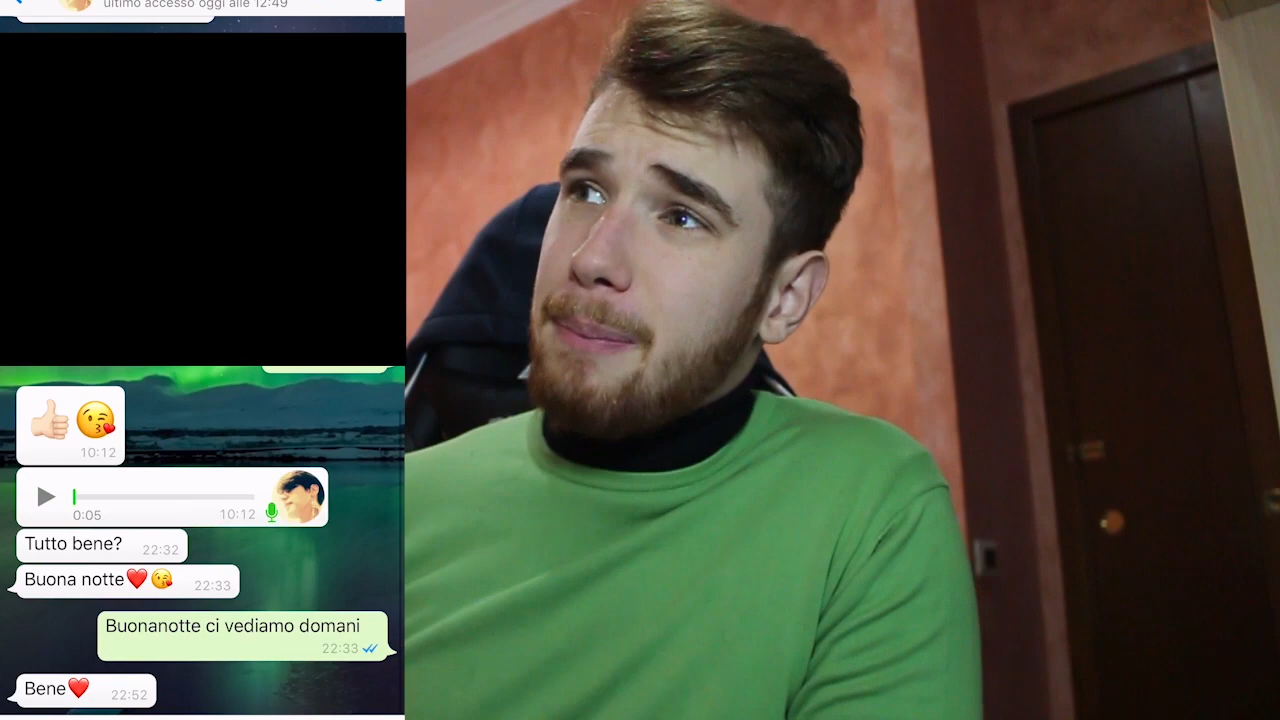 ultimo accesso oggi alle 12:49
10:12
0:05 10:12
Tutto bene? 22:32
Buona notte❤️😘 22:33
Buonanotte ci vediamo domani
22:33
Bene❤️ 22:52